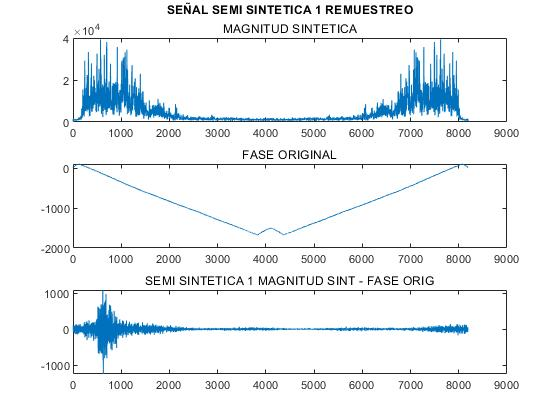 SEÑAL SEMI SINTETICA 1 REMUESTREO
MAGNITUD SINTETICA
×10⁴
4
2
0
0 1000 2000 3000 4000 5000 6000 7000 8000 9000
FASE ORIGINAL
0
-1000
-2000
0 1000 2000 3000 4000 5000 6000 7000 8000 9000
SEMI SINTETICA 1 MAGNITUD SINT - FASE ORIG
1000
0
-1000
0 1000 2000 3000 4000 5000 6000 7000 8000 9000